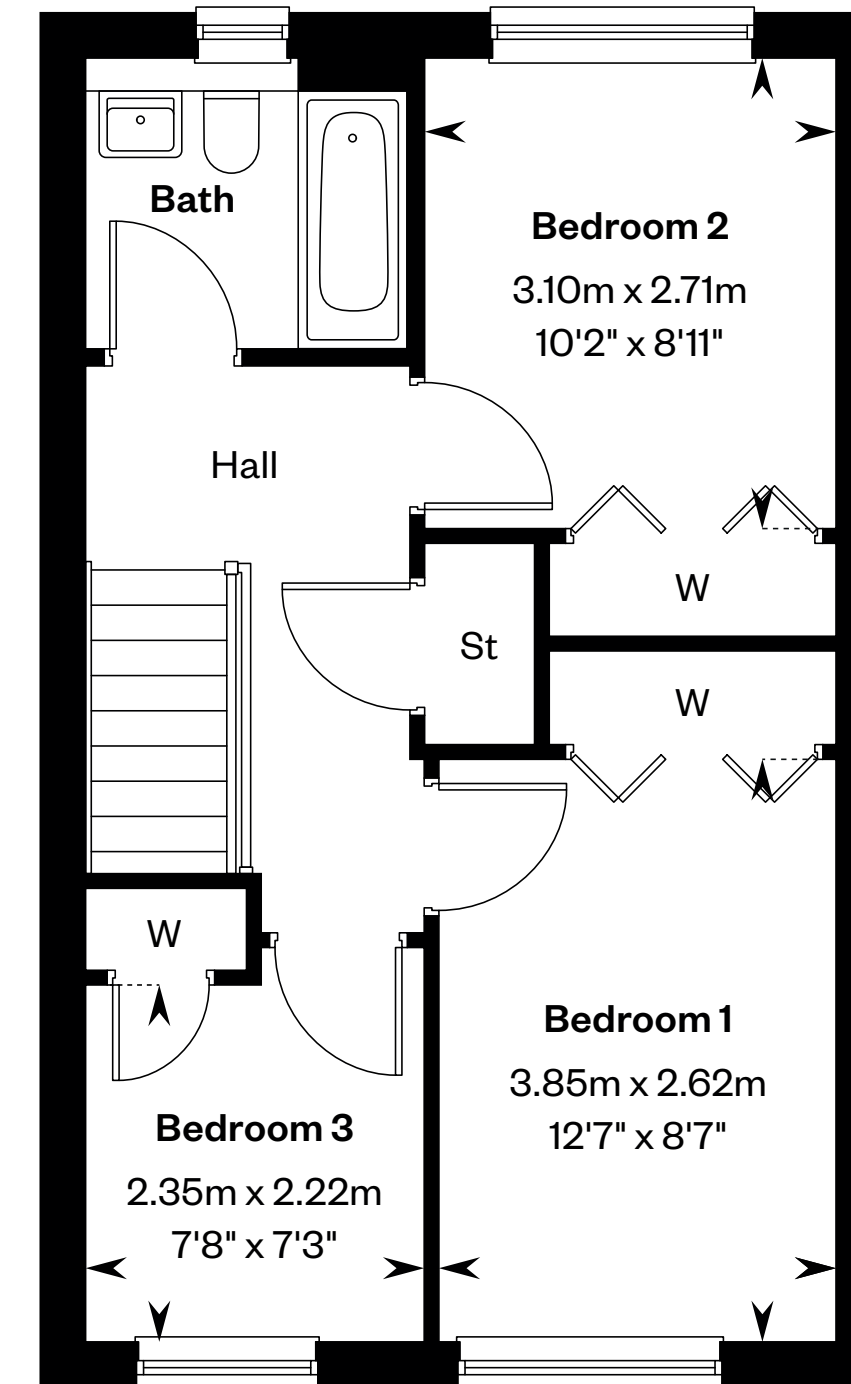 Bath
Bedroom 2
3.10m x 2.71m
10'2" x 8'11"
Hall
W
St
W
W
Bedroom 1
3.85m x 2.62m
12'7" x 8'7"
Bedroom 3
2.35m x 2.22m
7'8" x 7'3"